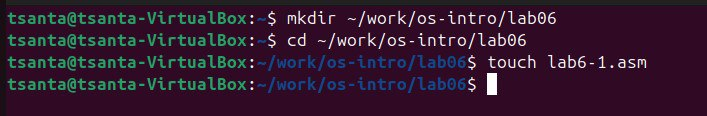 tsanta@tsanta-VirtualBox:~$ mkdir ~/work/os-intro/lab06
tsanta@tsanta-VirtualBox:~$ cd ~/work/os-intro/lab06
tsanta@tsanta-VirtualBox:~/work/os-intro/lab06$ touch lab6-1.asm
tsanta@tsanta-VirtualBox:~/work/os-intro/lab06$